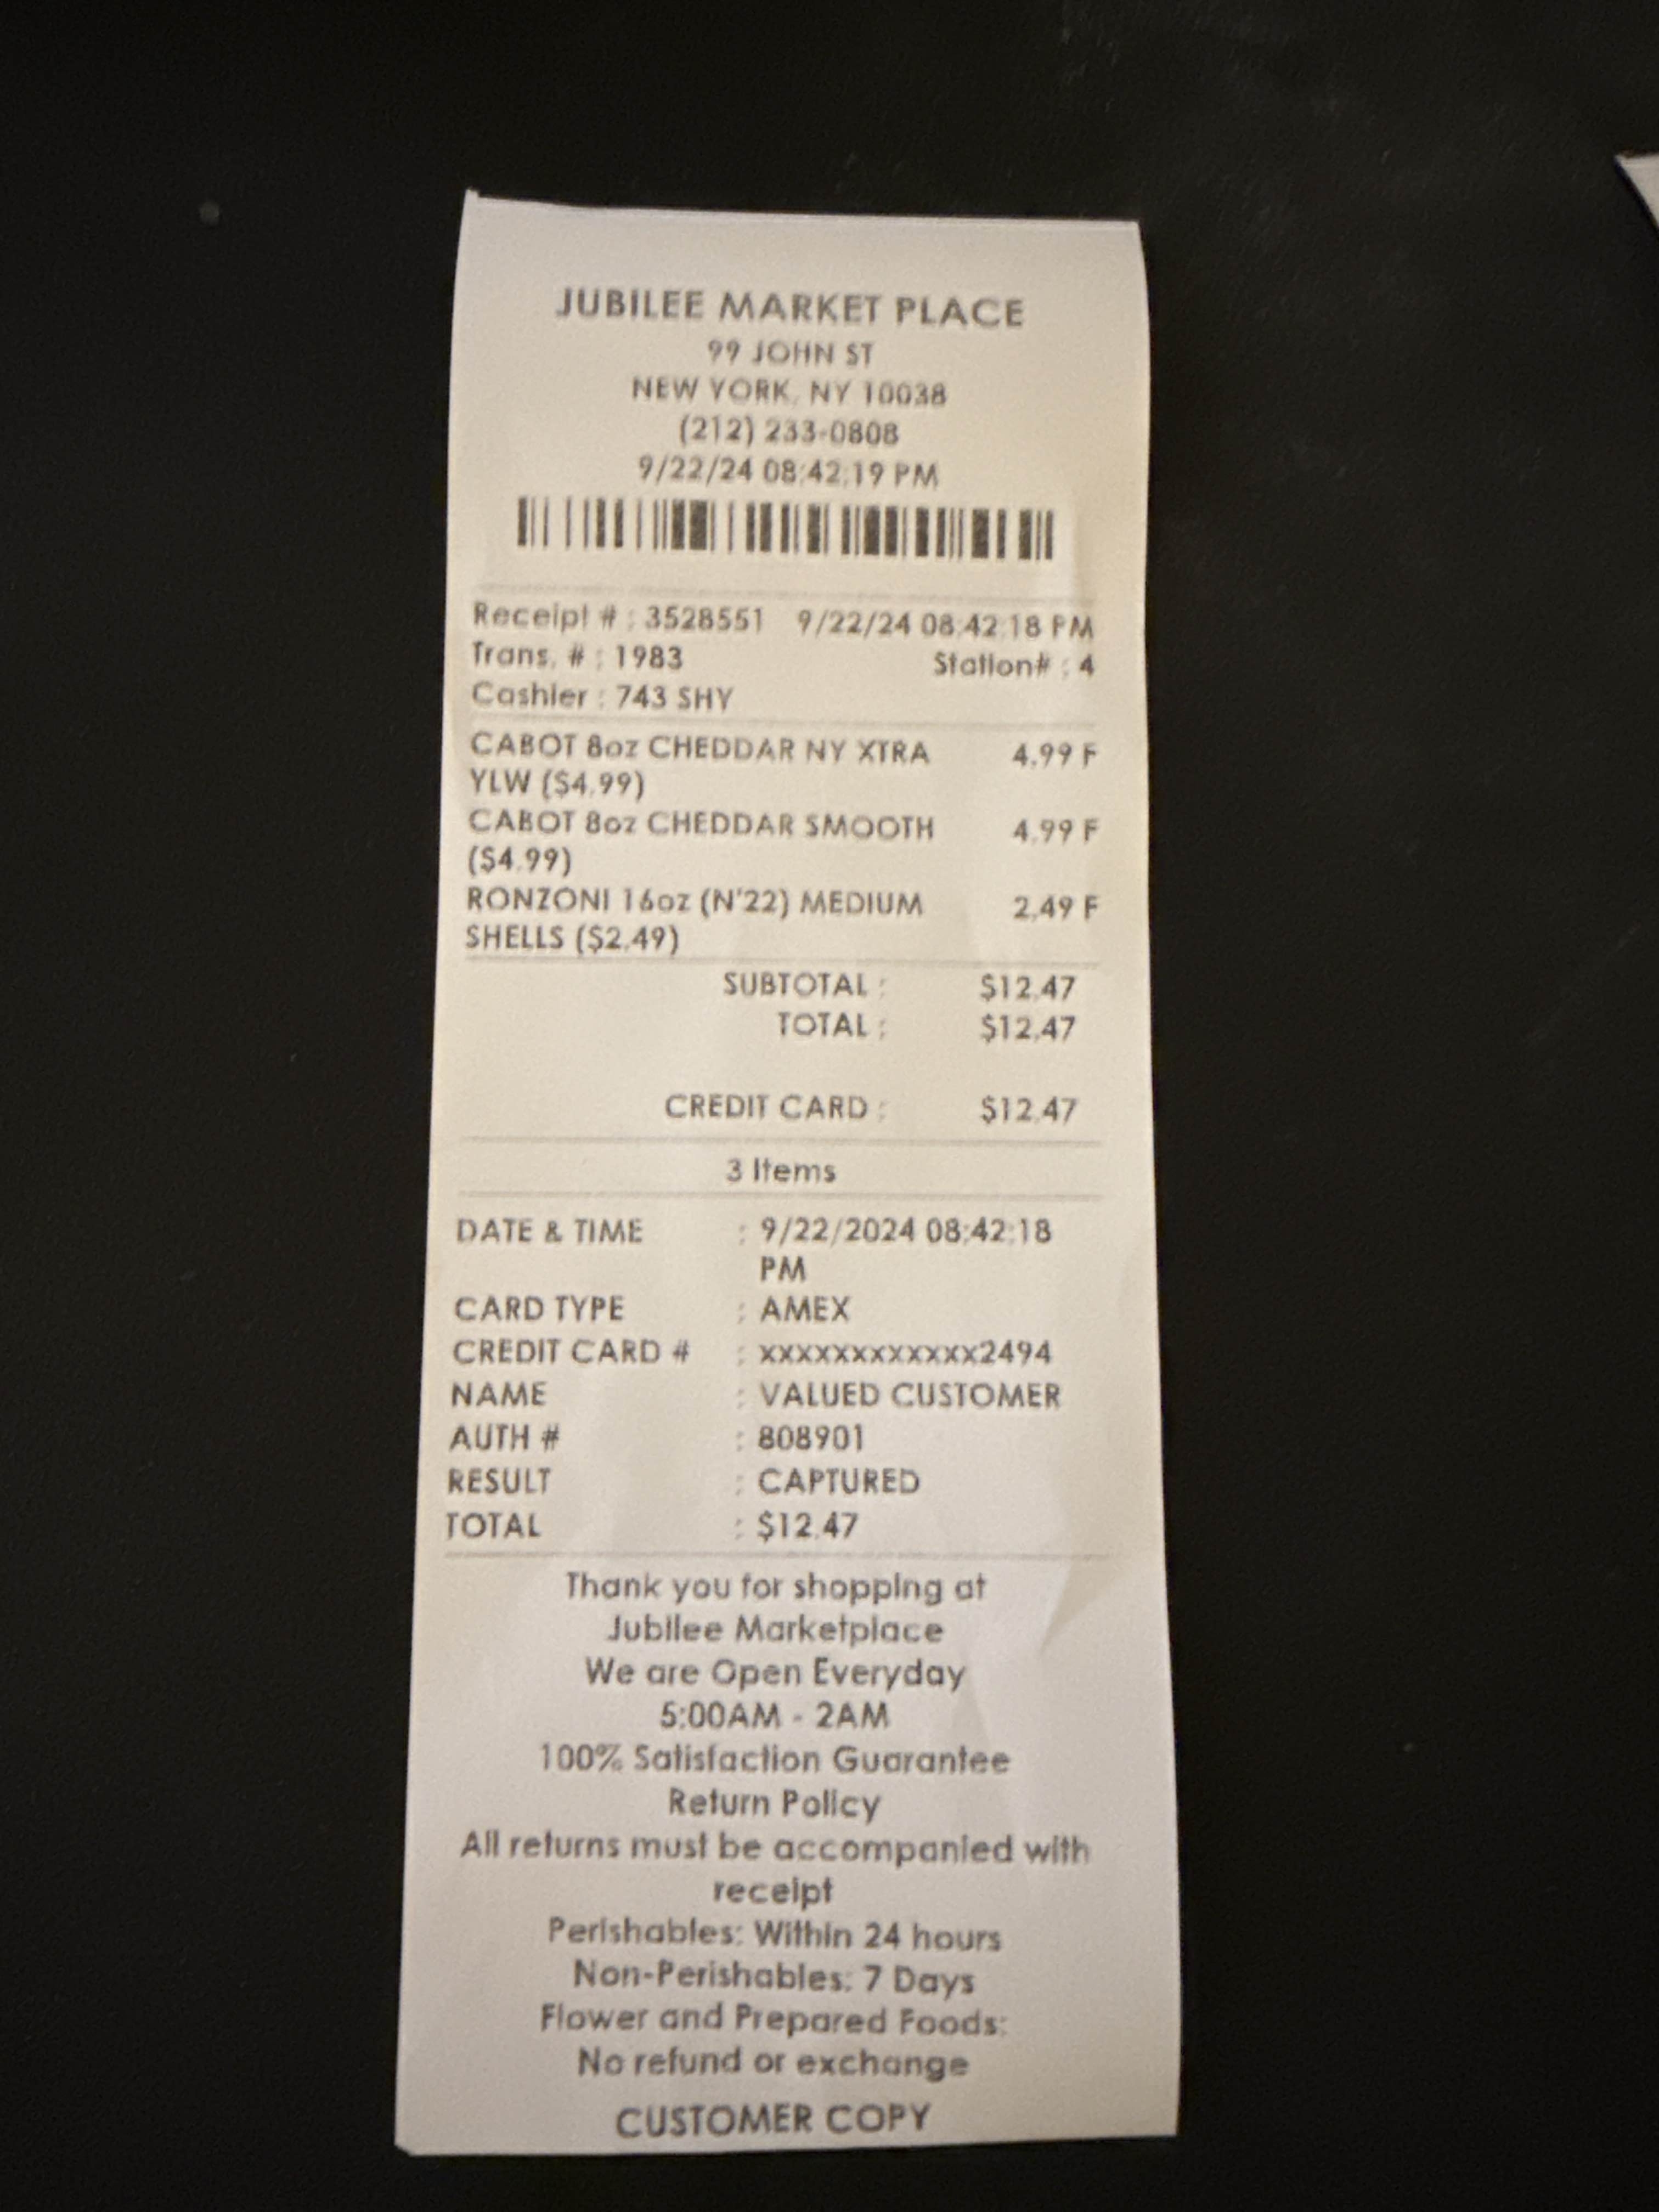 JUBILEE MARKET PLACE
99 JOHN ST
NEW YORK, NY 10038
(212) 233-0808
9/22/24 08:42:19 PM
Receipt # : 3528551 9/22/24 08:42:18 PM
Trans. # : 1983 Station# : 4
Cashier : 743 SHY
CABOT 8oz CHEDDAR NY XTRA 4.99 F
YLW ($4.99)
CABOT 8oz CHEDDAR SMOOTH 4.99 F
($4.99)
RONZONI 16oz (N'22) MEDIUM 2.49 F
SHELLS ($2.49)
SUBTOTAL : $12.47
TOTAL : $12.47
CREDIT CARD : $12.47
3 Items
DATE & TIME : 9/22/2024 08:42:18
PM
CARD TYPE : AMEX
CREDIT CARD # : xxxxxxxxxxxx2494
NAME : VALUED CUSTOMER
AUTH # : 808901
RESULT : CAPTURED
TOTAL : $12.47
Thank you for shopping at
Jubilee Marketplace
We are Open Everyday
5:00AM - 2AM
100% Satisfaction Guarantee
Return Policy
All returns must be accompanied with
receipt
Perishables: Within 24 hours
Non-Perishables: 7 Days
Flower and Prepared Foods:
No refund or exchange
CUSTOMER COPY